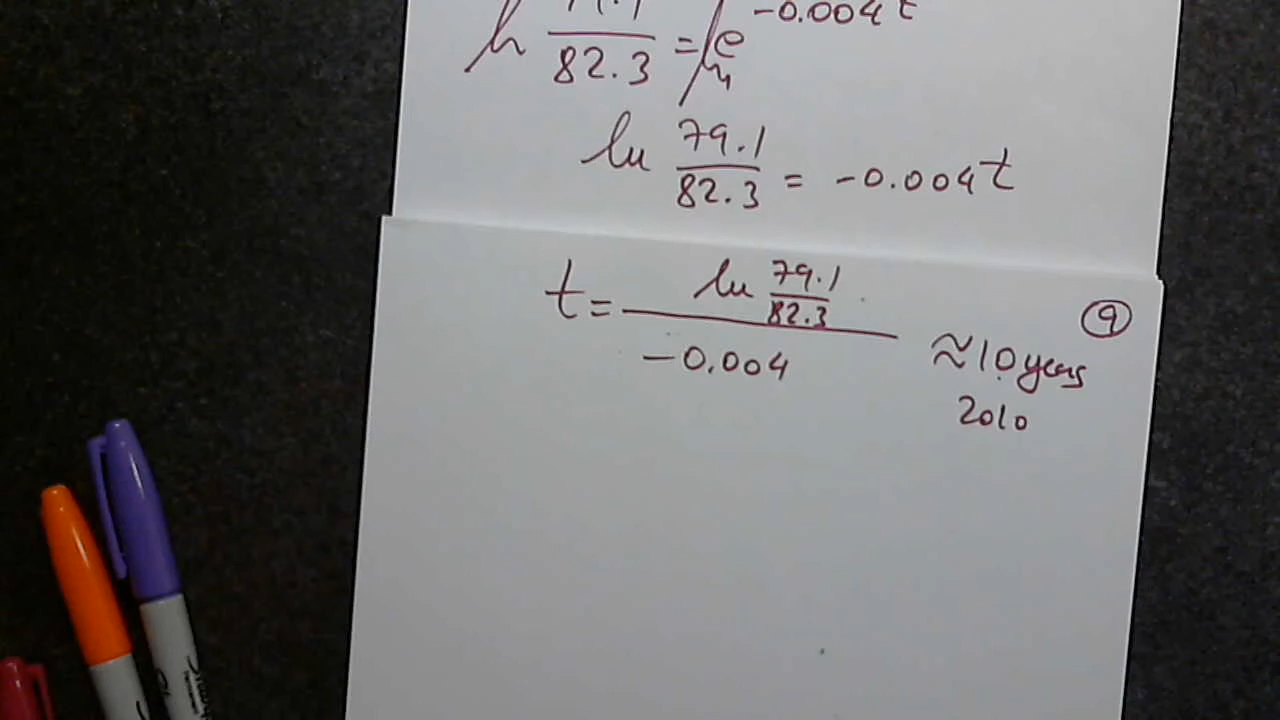 ln 79.1/82.3 = ln e^-0.004t
ln 79.1/82.3 = -0.004t
t = ln 79.1/82.3 / -0.004 ≈ 10 years
9
2010